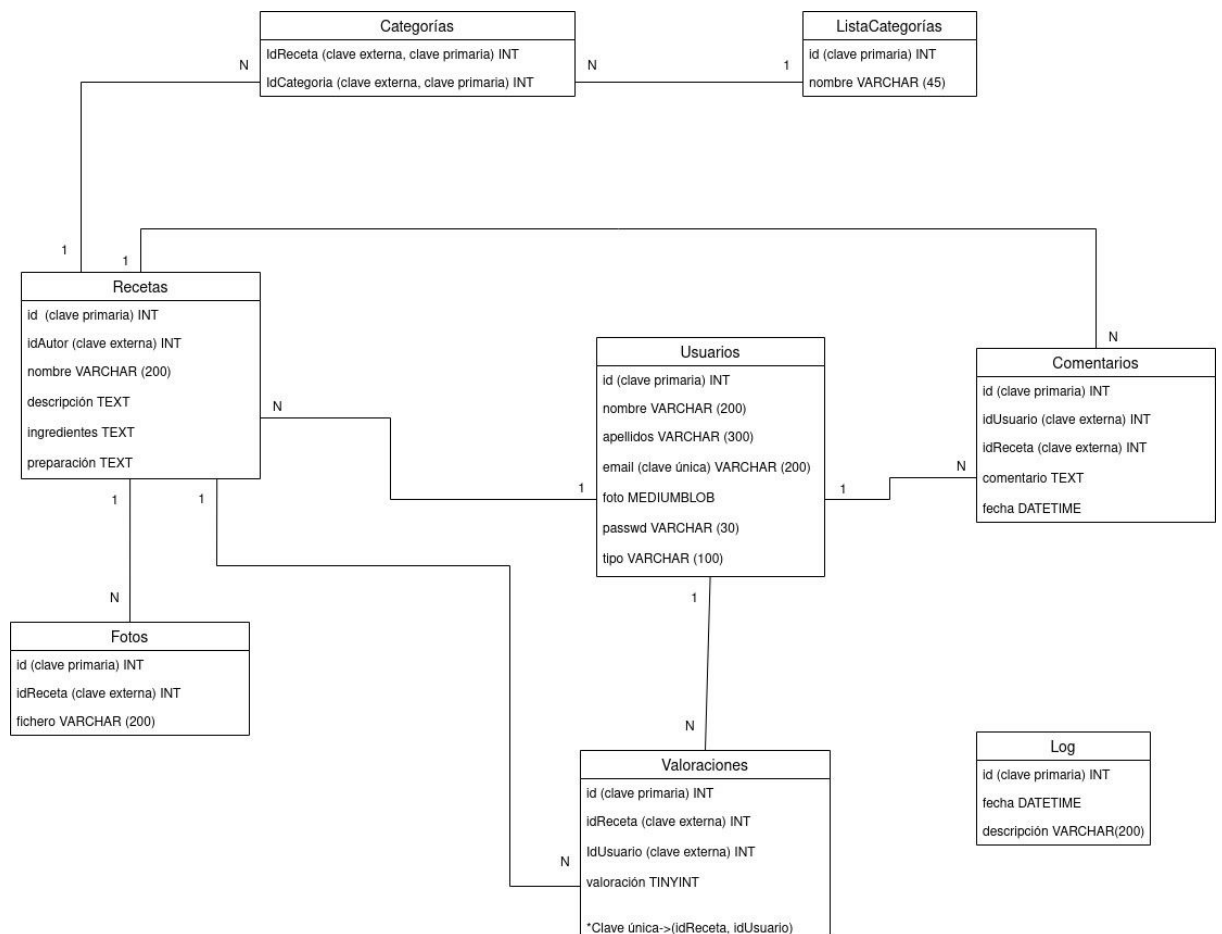 Categorías
IdReceta (clave externa, clave primaria) INT
IdCategoria (clave externa, clave primaria) INT
N
N
1
ListaCategorías
id (clave primaria) INT
nombre VARCHAR (45)
1
1
Recetas
id (clave primaria) INT
idAutor (clave externa) INT
nombre VARCHAR (200)
descripción TEXT
ingredientes TEXT
preparación TEXT
N
1
1
1
Usuarios
id (clave primaria) INT
nombre VARCHAR (200)
apellidos VARCHAR (300)
email (clave única) VARCHAR (200)
foto MEDIUMBLOB
passwd VARCHAR (30)
tipo VARCHAR (100)
1
1
N
N
Comentarios
id (clave primaria) INT
idUsuario (clave externa) INT
idReceta (clave externa) INT
comentario TEXT
fecha DATETIME
N
Fotos
id (clave primaria) INT
idReceta (clave externa) INT
fichero VARCHAR (200)
N
N
Valoraciones
id (clave primaria) INT
idReceta (clave externa) INT
IdUsuario (clave externa) INT
valoración TINYINT
*Clave única->(idReceta, idUsuario)
Log
id (clave primaria) INT
fecha DATETIME
descripción VARCHAR(200)